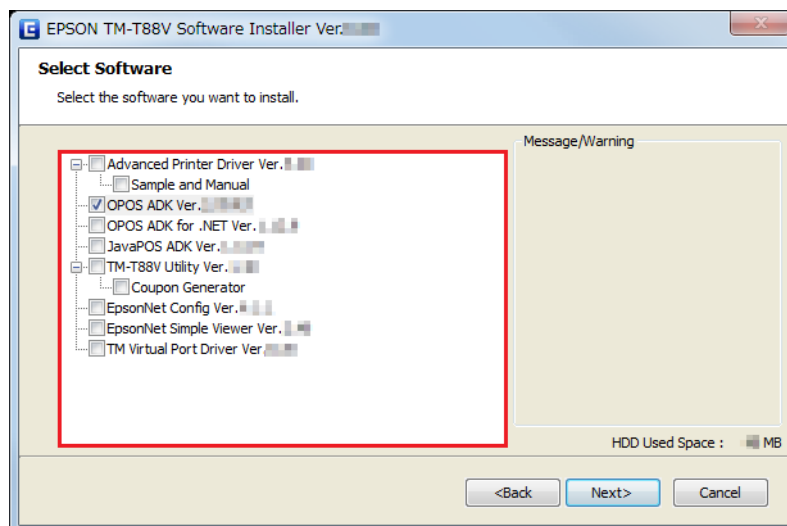 EPSON TM-T88V Software Installer Ver.
Select Software
Select the software you want to install.
Message/Warning
Advanced Printer Driver Ver.
Sample and Manual
OPOS ADK Ver.
OPOS ADK for .NET Ver.
JavaPOS ADK Ver.
TM-T88V Utility Ver.
Coupon Generator
EpsonNet Config Ver.
EpsonNet Simple Viewer Ver.
TM Virtual Port Driver Ver.
HDD Used Space : MB
<Back Next> Cancel